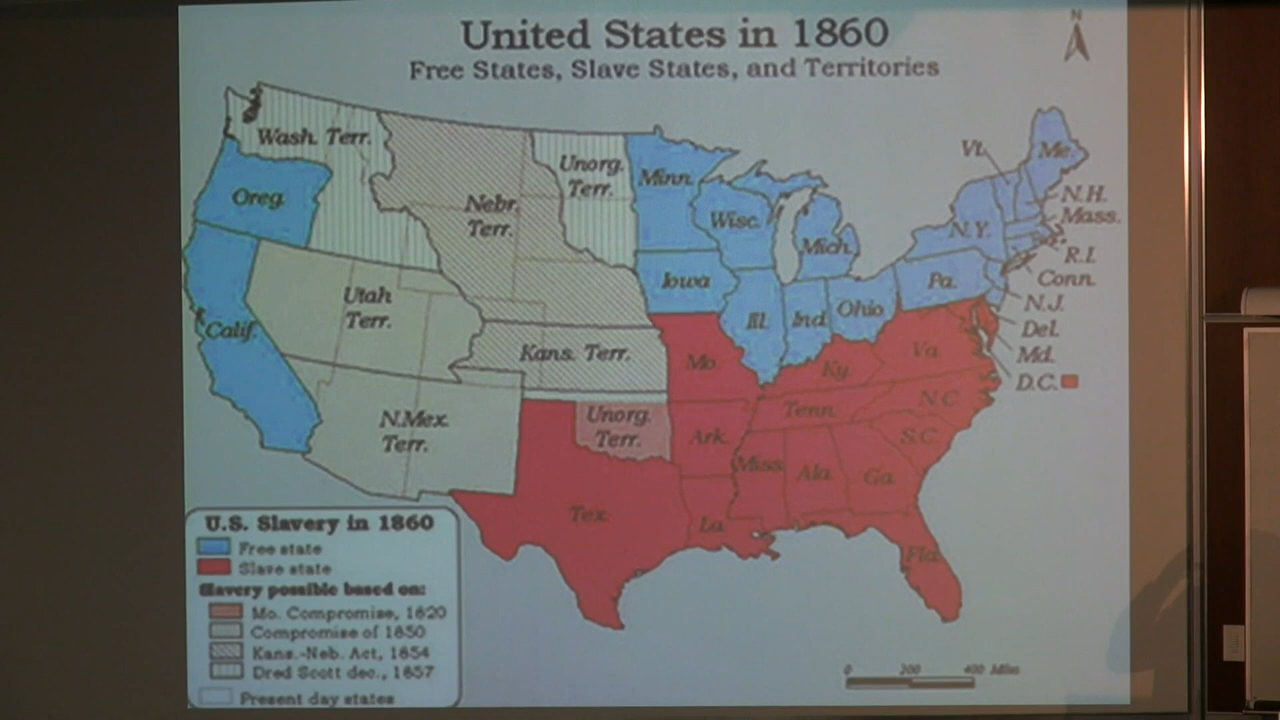 United States in 1860
Free States, Slave States, and Territories
N
Wash. Terr.
Oreg.
Calif.
Nebr.
Terr.
Unorg.
Terr.
Minn.
Wisc.
Mich.
Iowa
Ill.
Ind.
Ohio
Pa.
N.Y.
Vt.
Me.
N.H.
Mass.
R.I.
Conn.
N.J.
Del.
Md.
D.C.
Utah
Terr.
Kans. Terr.
N.Mex.
Terr.
Unorg.
Terr.
Mo.
Ky.
Va.
Tenn.
N.C.
Ark.
S.C.
Miss.
Ala.
Ga.
Tex.
La.
Fla.
U.S. Slavery in 1860
Free state
Slave state
Slavery possible based on:
Mo. Compromise, 1820
Compromise of 1850
Kans.-Neb. Act, 1854
Dred Scott dec., 1857
Present day states
0 200 400 Miles